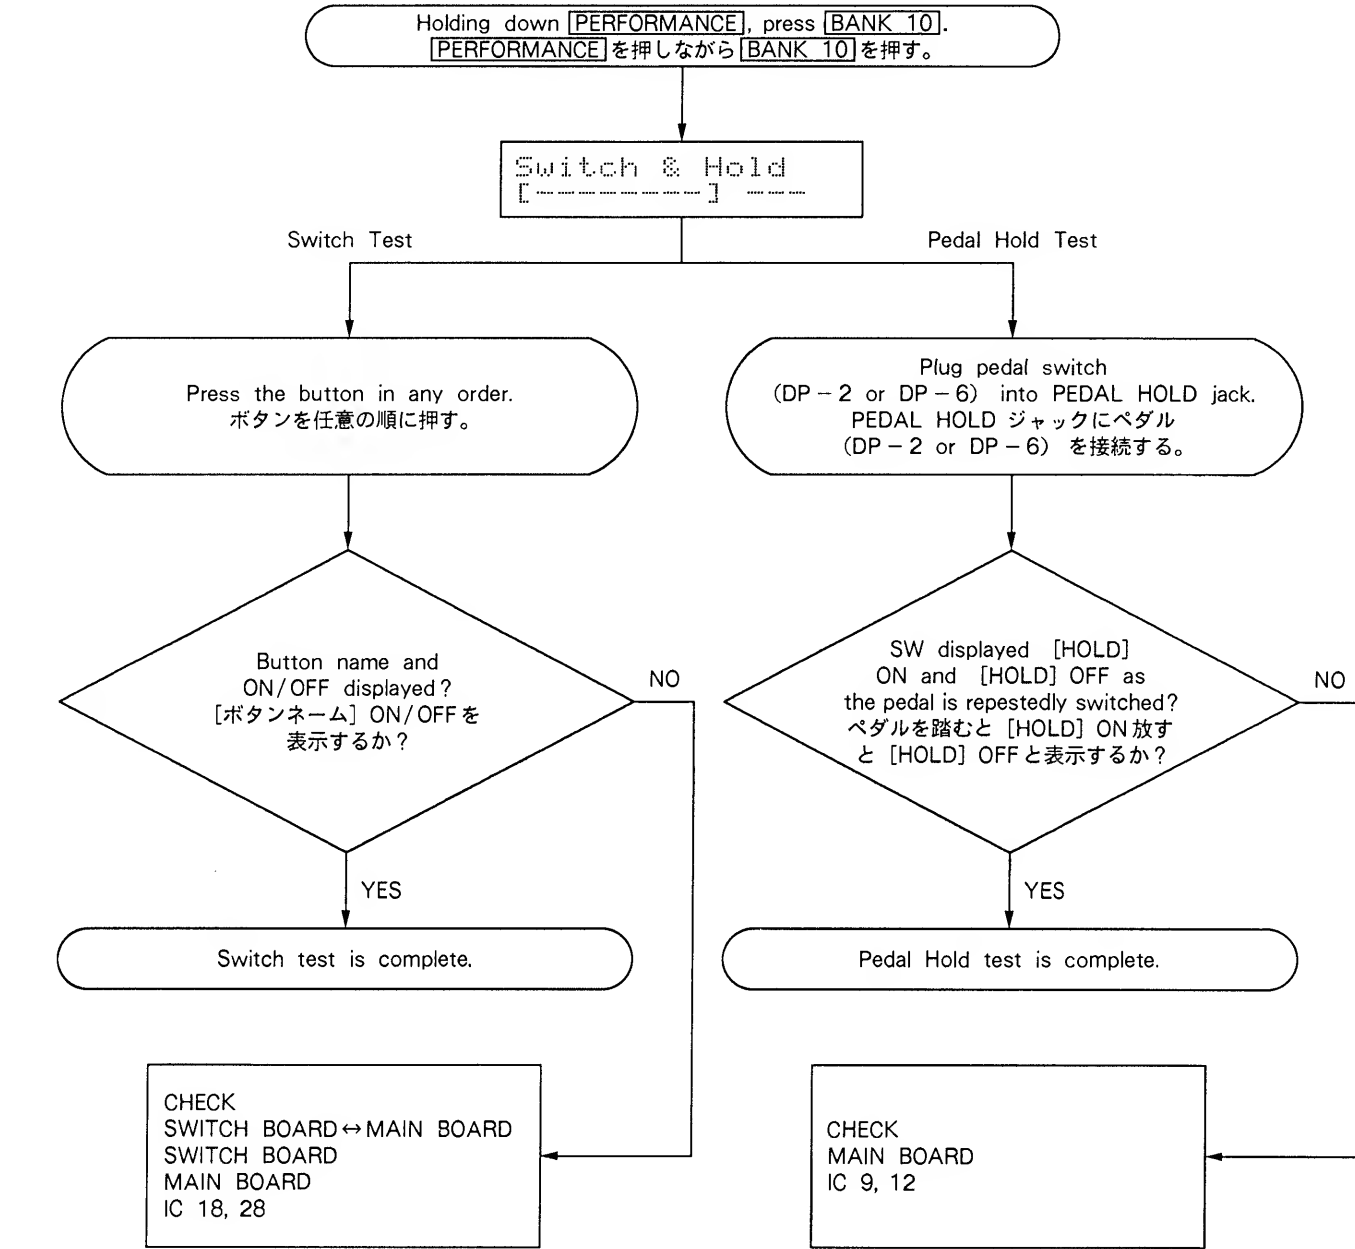 Holding down PERFORMANCE, press BANK 10.
PERFORMANCEを押しながらBANK 10を押す。
Switch & Hold
[--------] ---
Switch Test
Pedal Hold Test
Press the button in any order.
ボタンを任意の順に押す。
Plug pedal switch
(DP-2 or DP-6) into PEDAL HOLD jack.
PEDAL HOLD ジャックにペダル
(DP-2 or DP-6) を接続する。
Button name and
ON/OFF displayed?
[ボタンネーム] ON/OFFを
表示するか?
NO
SW displayed [HOLD]
ON and [HOLD] OFF as
the pedal is repestedly switched?
ペダルを踏むと [HOLD] ON放す
と [HOLD] OFFと表示するか?
NO
YES
YES
Switch test is complete.
Pedal Hold test is complete.
CHECK
SWITCH BOARD↔MAIN BOARD
SWITCH BOARD
MAIN BOARD
IC 18, 28
CHECK
MAIN BOARD
IC 9, 12